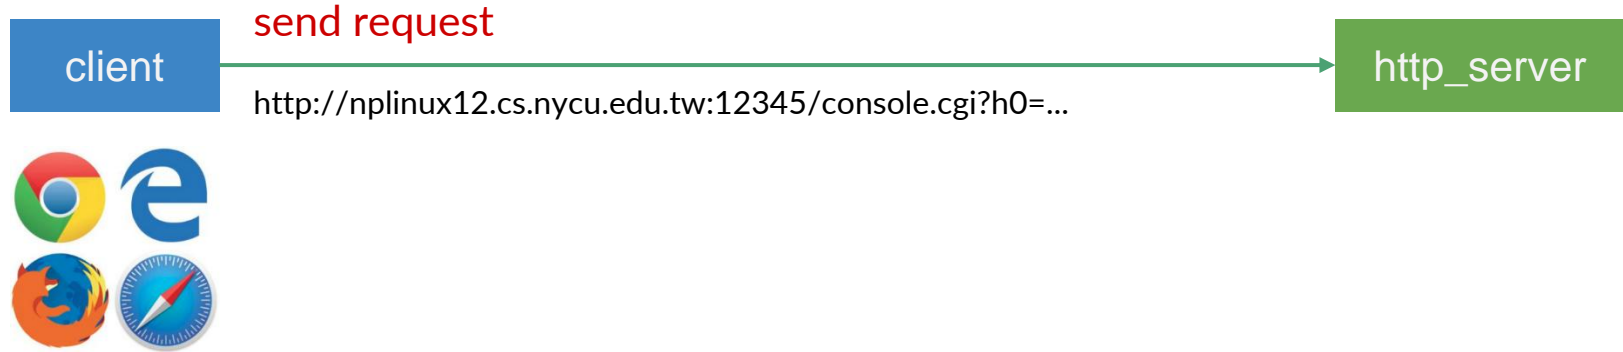 send request
client
http_server
http://nplinux12.cs.nycu.edu.tw:12345/console.cgi?h0=...